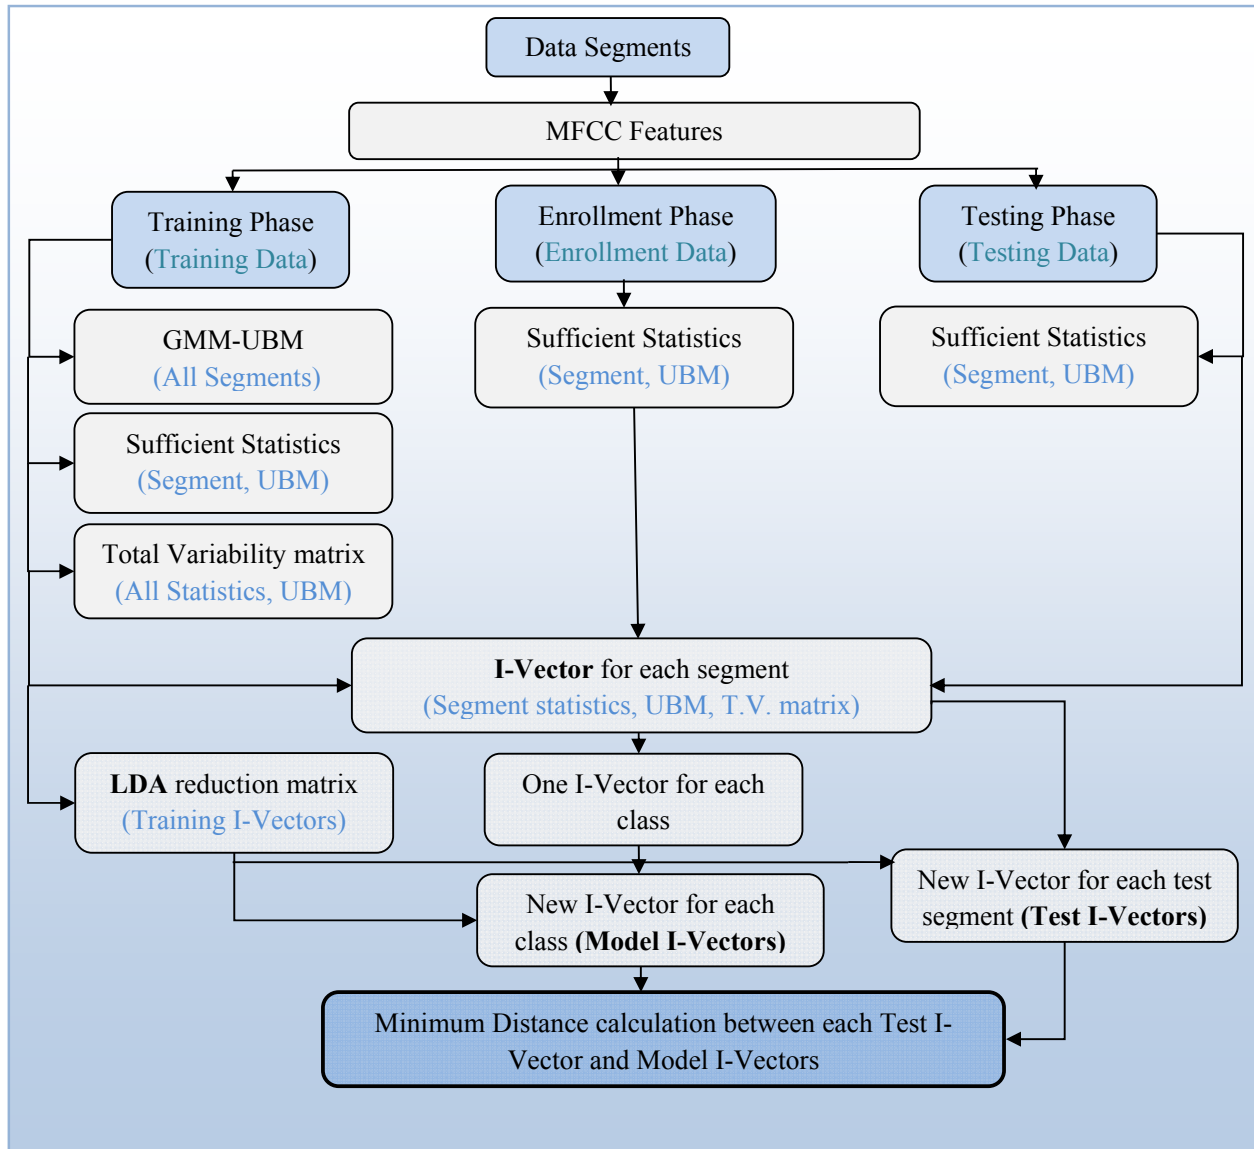 Data Segments
MFCC Features
Training Phase
(Training Data)
Enrollment Phase
(Enrollment Data)
Testing Phase
(Testing Data)
GMM-UBM
(All Segments)
Sufficient Statistics
(Segment, UBM)
Sufficient Statistics
(Segment, UBM)
Sufficient Statistics
(Segment, UBM)
Total Variability matrix
(All Statistics, UBM)
I-Vector for each segment
(Segment statistics, UBM, T.V. matrix)
LDA reduction matrix
(Training I-Vectors)
One I-Vector for each
class
New I-Vector for each
class (Model I-Vectors)
New I-Vector for each test
segment (Test I-Vectors)
Minimum Distance calculation between each Test I-
Vector and Model I-Vectors